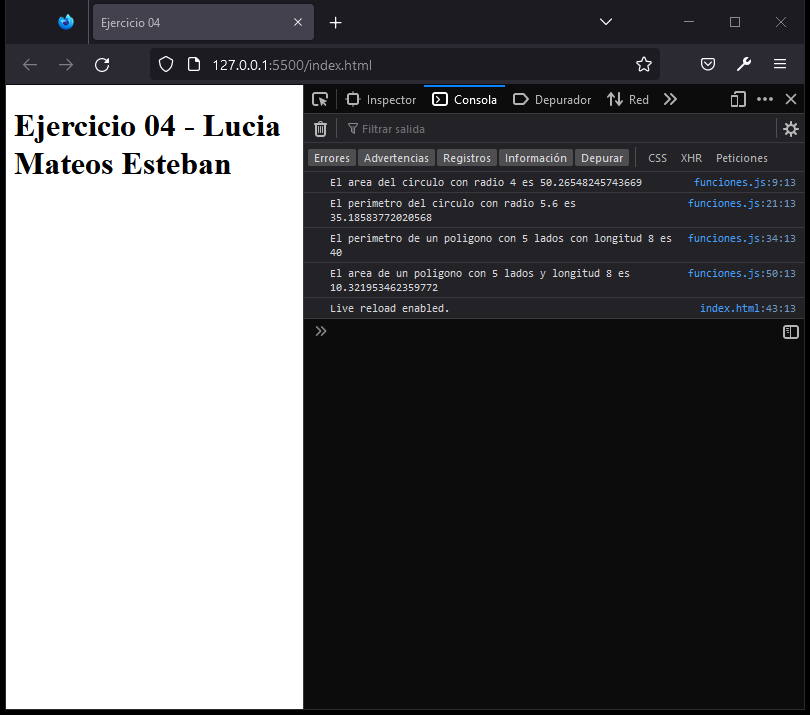 Ejercicio 04
127.0.0.1:5500/index.html
Ejercicio 04 - Lucia
Mateos Esteban
Inspector Consola Depurador Red
Filtrar salida
Errores Advertencias Registros Información Depurar CSS XHR Peticiones
El area del circulo con radio 4 es 50.26548245743669 funciones.js:9:13
El perimetro del circulo con radio 5.6 es funciones.js:21:13
35.18583772020568
El perimetro de un poligono con 5 lados con longitud 8 es funciones.js:34:13
40
El area de un poligono con 5 lados y longitud 8 es funciones.js:50:13
10.321953462359772
Live reload enabled. index.html:43:13